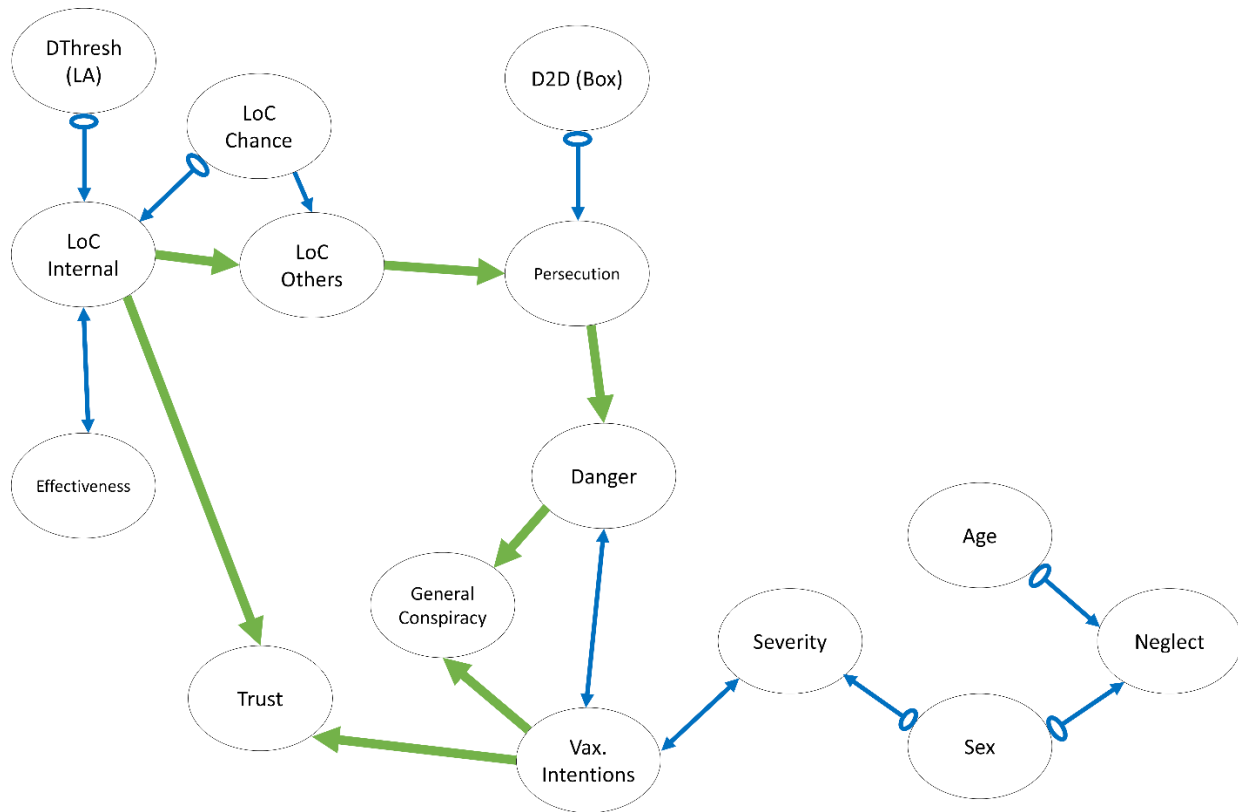 DThresh
(LA)
LoC
Chance
D2D (Box)
LoC
Internal
LoC
Others
Persecution
Effectiveness
Danger
Age
General
Conspiracy
Severity
Neglect
Trust
Vax.
Intentions
Sex